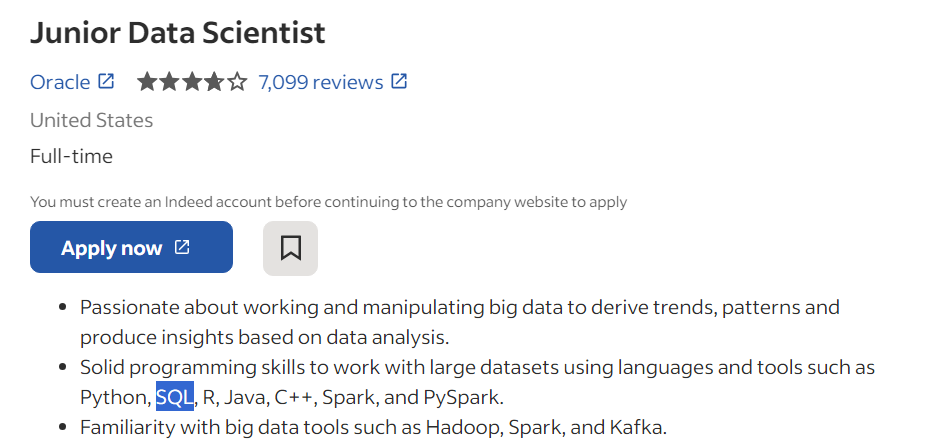 Junior Data Scientist
Oracle 7,099 reviews
United States
Full-time
You must create an Indeed account before continuing to the company website to apply
Apply now
• Passionate about working and manipulating big data to derive trends, patterns and
produce insights based on data analysis.
• Solid programming skills to work with large datasets using languages and tools such as
Python, SQL, R, Java, C++, Spark, and PySpark.
• Familiarity with big data tools such as Hadoop, Spark, and Kafka.